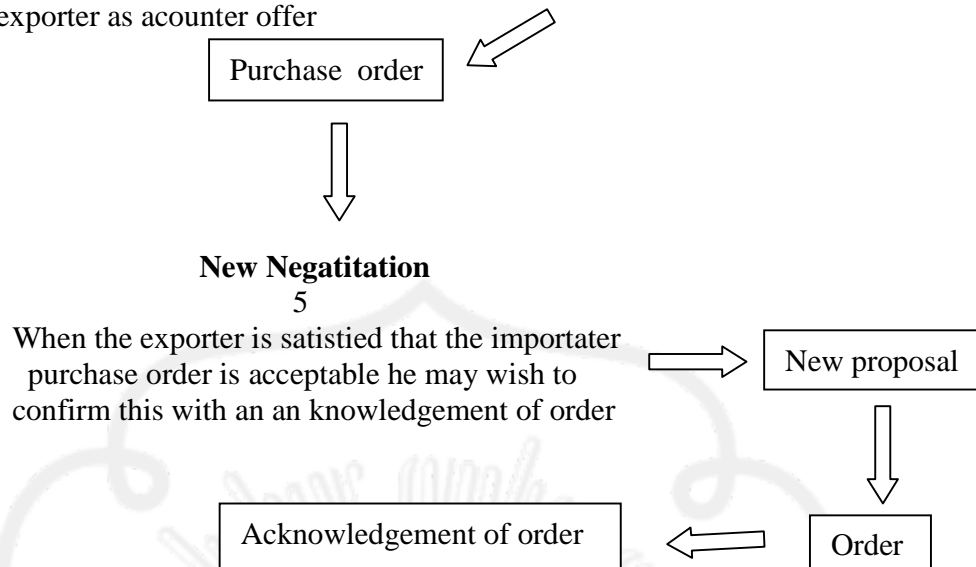 exporter as acounter offer
Purchase order
New Negatitation
5
When the exporter is satistied that the importater
purchase order is acceptable he may wish to
New proposal
confirm this with an an knowledgement of order
Acknowledgement of order
Order